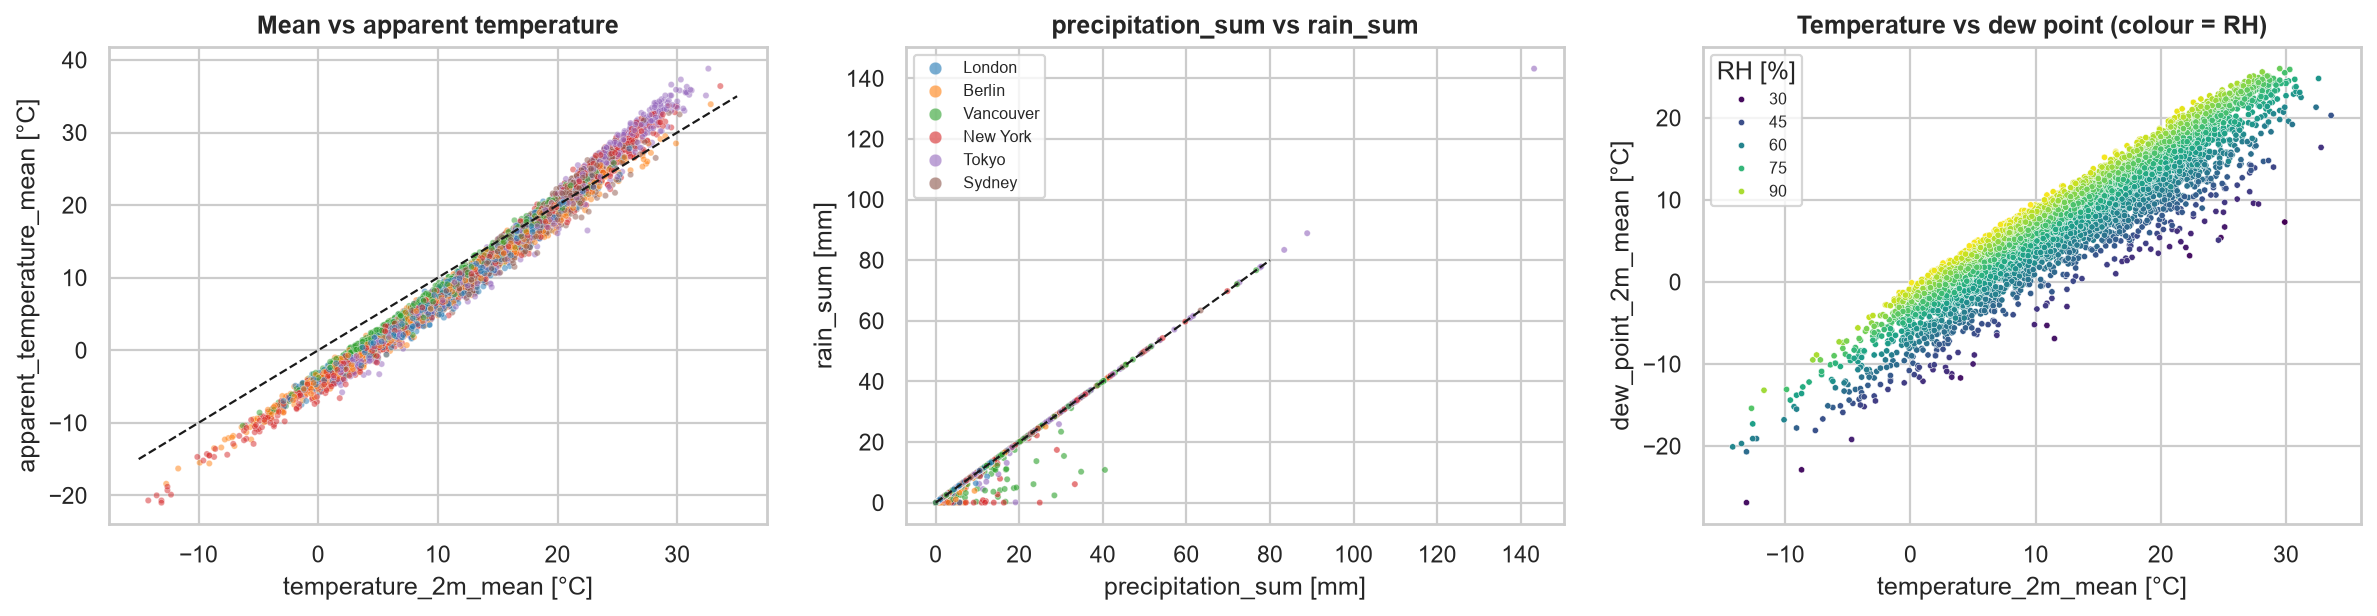 Mean vs apparent temperature
apparent_temperature_mean [°C]
40
30
20
10
0
−10
−20
−10 0 10 20 30
temperature_2m_mean [°C]
precipitation_sum vs rain_sum
rain_sum [mm]
140
120
100
80
60
40
20
0
London
Berlin
Vancouver
New York
Tokyo
Sydney
0 20 40 60 80 100 120 140
precipitation_sum [mm]
Temperature vs dew point (colour = RH)
dew_point_2m_mean [°C]
20
10
0
−10
−20
RH [%]
30
45
60
75
90
−10 0 10 20 30
temperature_2m_mean [°C]